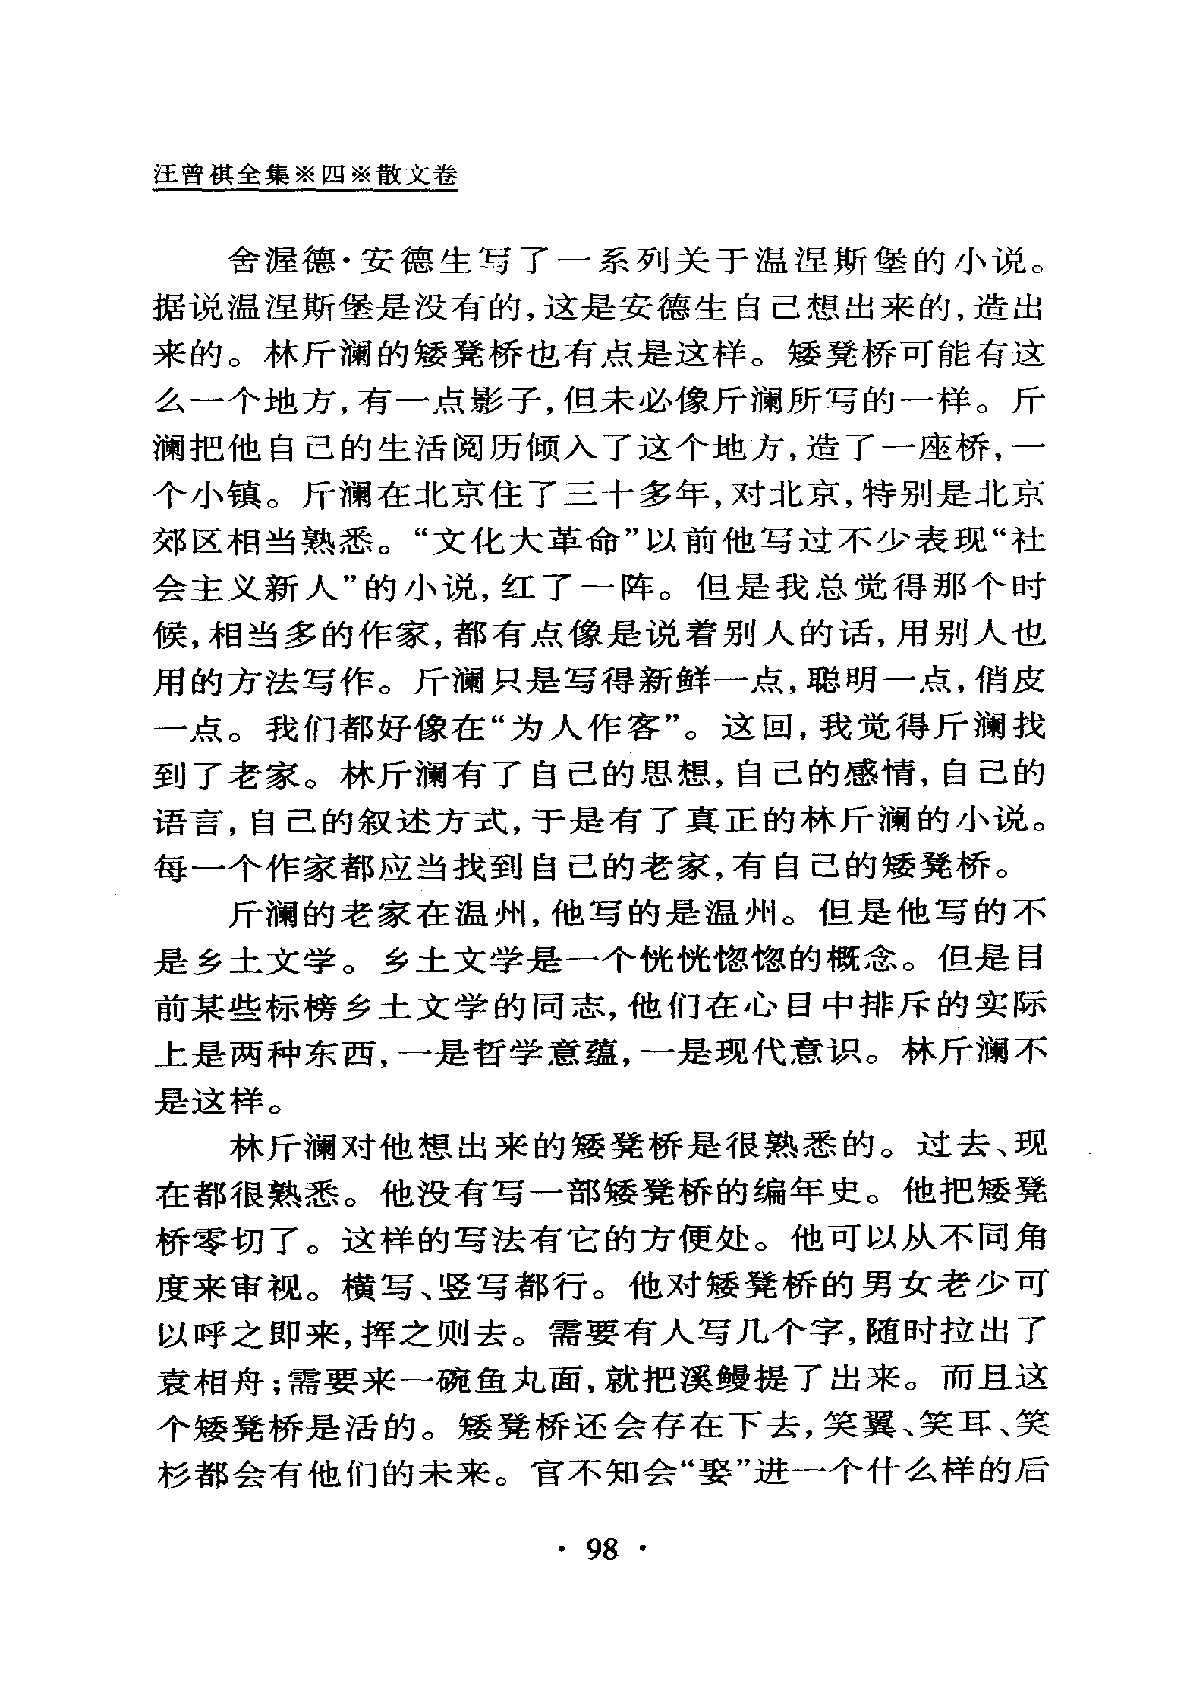 汪曾祺全集※四※散文卷
舍渥德·安德生写了一系列关于温涅斯堡的小说。
据说温涅斯堡是没有的,这是安德生自己想出来的,造出
来的。林斤澜的矮凳桥也有点是这样。矮凳桥可能有这
么一个地方,有一点影子,但未必像斤澜所写的一样。斤
澜把他自己的生活阅历倾入了这个地方,造了一座桥,一
个小镇。斤澜在北京住了三十多年,对北京,特别是北京
郊区相当熟悉。“文化大革命”以前他写过不少表现“社
会主义新人”的小说,红了一阵。但是我总觉得那个时
候,相当多的作家,都有点像是说着别人的话,用别人也
用的方法写作。斤澜只是写得新鲜一点,聪明一点,俏皮
一点。我们都好像在“为人作客”。这回,我觉得斤澜找
到了老家。林斤澜有了自己的思想,自己的感情,自己的
语言,自己的叙述方式,于是有了真正的林斤澜的小说。
每一个作家都应当找到自己的老家,有自己的矮凳桥。
斤澜的老家在温州,他写的是温州。但是他写的不
是乡土文学。乡土文学是一个恍恍惚惚的概念。但是目
前某些标榜乡土文学的同志,他们在心目中排斥的实际
上是两种东西,一是哲学意蕴,一是现代意识。林斤澜不
是这样。
林斤澜对他想出来的矮凳桥是很熟悉的。过去、现
在都很熟悉。他没有写一部矮凳桥的编年史。他把矮凳
桥零切了。这样的写法有它的方便处。他可以从不同角
度来审视。横写、竖写都行。他对矮凳桥的男女老少可
以呼之即来,挥之则去。需要有人写几个字,随时拉出了
袁相舟;需要来一碗鱼丸面,就把溪鳗提了出来。而且这
个矮凳桥是活的。矮凳桥还会存在下去,笑翼、笑耳、笑
杉都会有他们的未来。官不知会“娶”进一个什么样的后
·98·